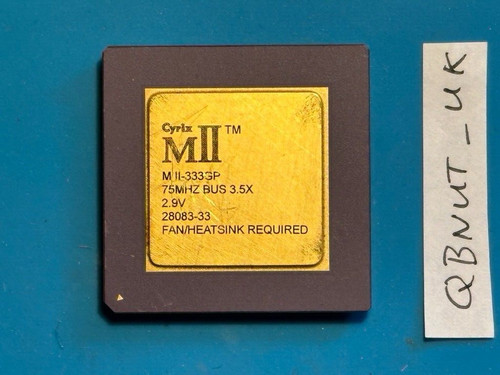 Cyrix
MII™
M II-333GP
75MHZ BUS 3.5X
2.9V
28083-33
FAN/HEATSINK REQUIRED
QBNUT_UK